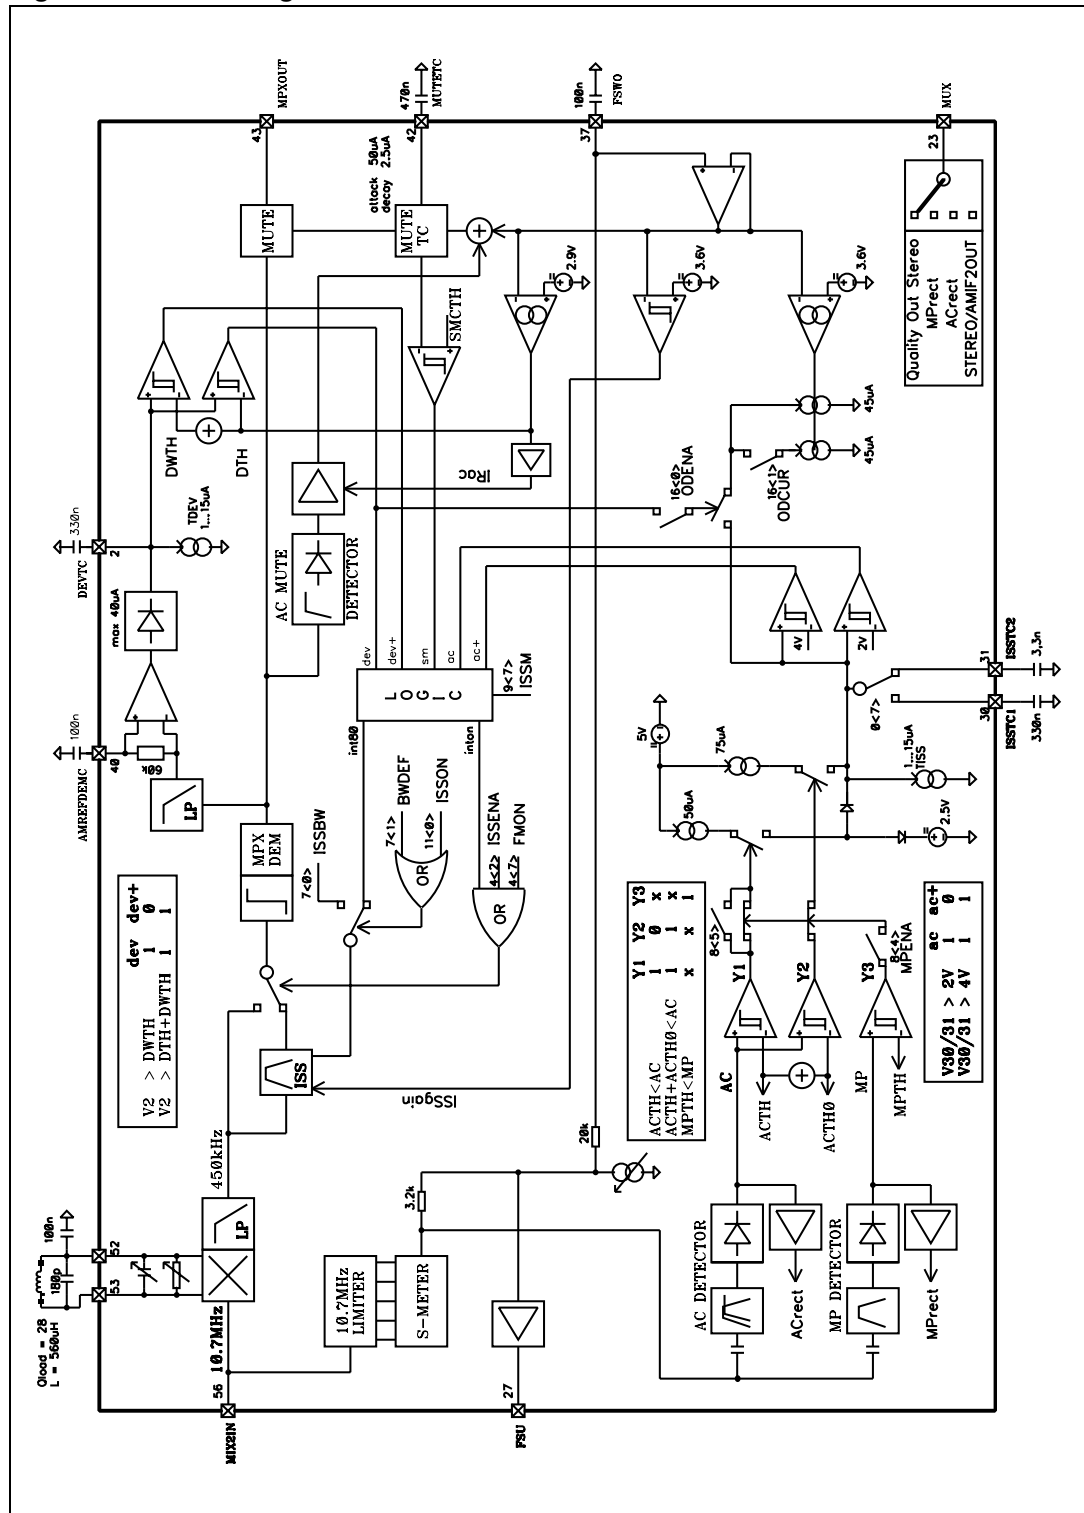 MPXOUT
43
470n
MUTETC
42
100n
FSWO
37
MUX
23
attack 50uA
decay 2.5uA
MUTE
MUTE
TC
2.9V
3.6V
3.6V
SMCTH
Quality Out Stereo
MPrect
ACrect
STEREO/AMIF2OUT
DWTH
DTH
45uA
45uA
IRac
16<0>
ODENA
16<1>
ODCUR
330n
DEVTC
2
TDEV
1...15uA
max 40uA
AC MUTE
DETECTOR
dev
dev+
sm
ac
ac+
LOGIC
9<7>
ISSM
int80
inton
4V
2V
31
ISSTC2
3,3n
30
ISSTC1
330n
0<7>
100n
AMREFDEMC
40
60k
LP
MPX
DEM
5V
75uA
50uA
1...15uA
TISS
2.5V
7<0>
ISSBW
7<1>
BWDEF
11<0>
ISSON
OR
4<2>
ISSENA
4<7>
FMON
OR
dev dev+
V2 > DWTH 1 0
V2 > DTH+DWTH 1 1
Y1 Y2 Y3
ACTH<AC 1 0 x
ACTH+ACTH0<AC 1 1 x
MPTH<MP x x 1
8<5>
Y1
Y2
Y3
8<4>
MPENA
ac ac+
V30/31 > 2V 1 0
V30/31 > 4V 1 1
ISS
ISSgain
AC
ACTH
ACTH0
MP
MPTH
450kHz
20k
3.2k
100n
52
180p
53
Qload = 28
L = 560uH
LP
10.7MHz
10.7MHz
LIMITER
S-METER
AC DETECTOR
ACrect
MP DETECTOR
MPrect
56
MIX2IN
27
FSU